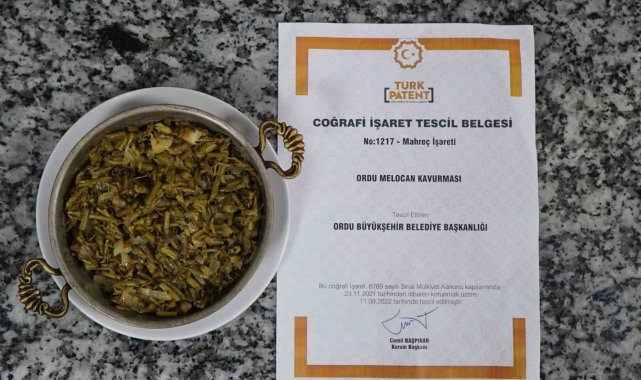 TÜRK
PATENT
COĞRAFİ İŞARET TESCİL BELGESİ
No:1217 - Mahreç İşareti
ORDU MELOCAN KAVURMASI
Tescil Ettiren
ORDU BÜYÜKŞEHİR BELEDİYE BAŞKANLIĞI
Bu coğrafi işaret, 6769 sayılı Sınai Mülkiyet Kanunu kapsamında,
23.11.2021 tarihinden itibaren korunmak üzere
11.09.2022 tarihinde tescil edilmiştir.
Cemil BAŞPINAR
Kurum Başkanı